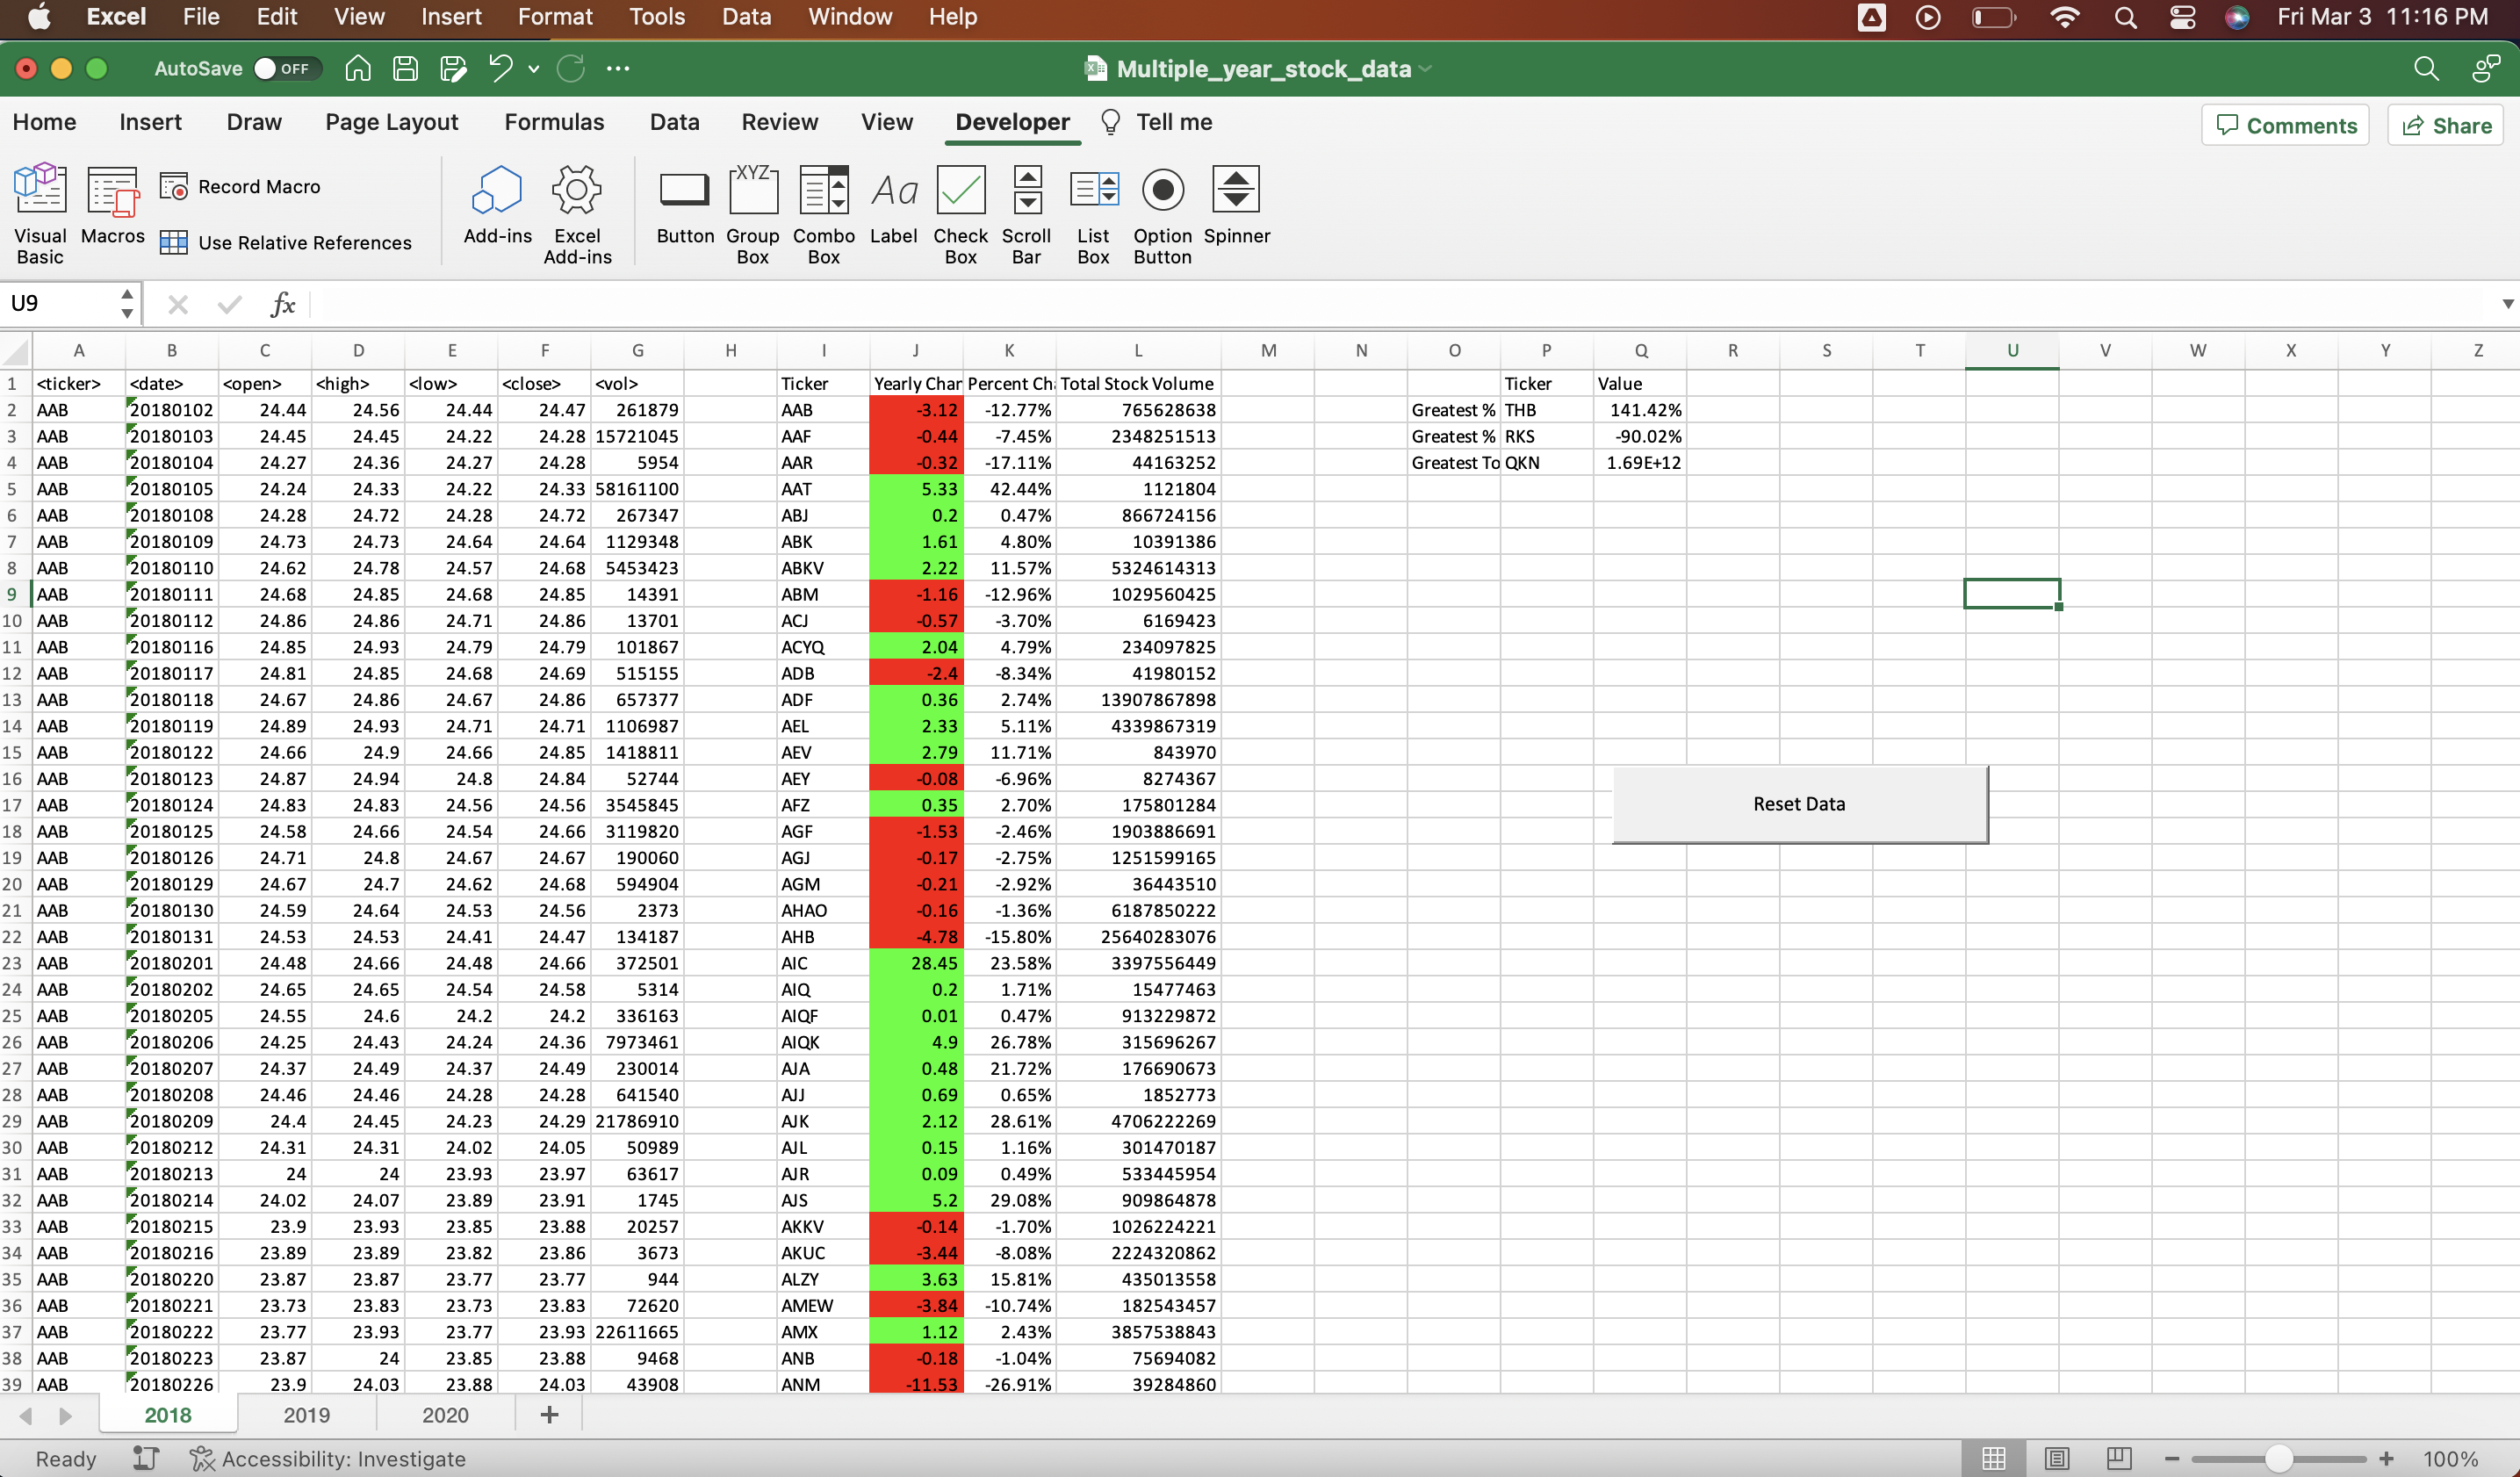 Excel File Edit View Insert Format Tools Data Window Help Fri Mar 3 11:16 PM
AutoSave OFF Multiple_year_stock_data
Home Insert Draw Page Layout Formulas Data Review View Developer Tell me Comments Share
Visual Basic Macros Record Macro Use Relative References Add-ins Excel Add-ins Button Group Box Combo Box Label Check Box Scroll Bar List Box Option Button Spinner
U9 fx
A B C D E F G H I J K L M N O P Q R S T U V W X Y Z
1 <ticker> <date> <open> <high> <low> <close> <vol> Ticker Yearly Char Percent Ch Total Stock Volume Ticker Value
2 AAB 20180102 24.44 24.56 24.44 24.47 261879 AAB -3.12 -12.77% 765628638 Greatest % THB 141.42%
3 AAB 20180103 24.45 24.45 24.22 24.28 15721045 AAF -0.44 -7.45% 2348251513 Greatest % RKS -90.02%
4 AAB 20180104 24.27 24.36 24.27 24.28 5954 AAR -0.32 -17.11% 44163252 Greatest To QKN 1.69E+12
5 AAB 20180105 24.24 24.33 24.22 24.33 58161100 AAT 5.33 42.44% 1121804
6 AAB 20180108 24.28 24.72 24.28 24.72 267347 ABJ 0.2 0.47% 866724156
7 AAB 20180109 24.73 24.73 24.64 24.64 1129348 ABK 1.61 4.80% 10391386
8 AAB 20180110 24.62 24.78 24.57 24.68 5453423 ABKV 2.22 11.57% 5324614313
9 AAB 20180111 24.68 24.85 24.68 24.85 14391 ABM -1.16 -12.96% 1029560425
10 AAB 20180112 24.86 24.86 24.71 24.86 13701 ACJ -0.57 -3.70% 6169423
11 AAB 20180116 24.85 24.93 24.79 24.79 101867 ACYQ 2.04 4.79% 234097825
12 AAB 20180117 24.81 24.85 24.68 24.69 515155 ADB -2.4 -8.34% 41980152
13 AAB 20180118 24.67 24.86 24.67 24.86 657377 ADF 0.36 2.74% 13907867898
14 AAB 20180119 24.89 24.93 24.71 24.71 1106987 AEL 2.33 5.11% 4339867319
15 AAB 20180122 24.66 24.9 24.66 24.85 1418811 AEV 2.79 11.71% 843970
16 AAB 20180123 24.87 24.94 24.8 24.84 52744 AEY -0.08 -6.96% 8274367
17 AAB 20180124 24.83 24.83 24.56 24.56 3545845 AFZ 0.35 2.70% 175801284 Reset Data
18 AAB 20180125 24.58 24.66 24.54 24.66 3119820 AGF -1.53 -2.46% 1903886691
19 AAB 20180126 24.71 24.8 24.67 24.67 190060 AGJ -0.17 -2.75% 1251599165
20 AAB 20180129 24.67 24.7 24.62 24.68 594904 AGM -0.21 -2.92% 36443510
21 AAB 20180130 24.59 24.64 24.53 24.56 2373 AHAO -0.16 -1.36% 6187850222
22 AAB 20180131 24.53 24.53 24.41 24.47 134187 AHB -4.78 -15.80% 25640283076
23 AAB 20180201 24.48 24.66 24.48 24.66 372501 AIC 28.45 23.58% 3397556449
24 AAB 20180202 24.65 24.65 24.54 24.58 5314 AIQ 0.2 1.71% 15477463
25 AAB 20180205 24.55 24.6 24.2 24.2 336163 AIQF 0.01 0.47% 913229872
26 AAB 20180206 24.25 24.43 24.24 24.36 7973461 AIQK 4.9 26.78% 315696267
27 AAB 20180207 24.37 24.49 24.37 24.49 230014 AJA 0.48 21.72% 176690673
28 AAB 20180208 24.46 24.46 24.28 24.28 641540 AJJ 0.69 0.65% 1852773
29 AAB 20180209 24.4 24.45 24.23 24.29 21786910 AJK 2.12 28.61% 4706222269
30 AAB 20180212 24.31 24.31 24.02 24.05 50989 AJL 0.15 1.16% 301470187
31 AAB 20180213 24 24 23.93 23.97 63617 AJR 0.09 0.49% 533445954
32 AAB 20180214 24.02 24.07 23.89 23.91 1745 AJS 5.2 29.08% 909864878
33 AAB 20180215 23.9 23.93 23.85 23.88 20257 AKKV -0.14 -1.70% 1026224221
34 AAB 20180216 23.89 23.89 23.82 23.86 3673 AKUC -3.44 -8.08% 2224320862
35 AAB 20180220 23.87 23.87 23.77 23.77 944 ALZY 3.63 15.81% 435013558
36 AAB 20180221 23.73 23.83 23.73 23.83 72620 AMEW -3.84 -10.74% 182543457
37 AAB 20180222 23.77 23.93 23.77 23.93 22611665 AMX 1.12 2.43% 3857538843
38 AAB 20180223 23.87 24 23.85 23.88 9468 ANB -0.18 -1.04% 75694082
39 AAB 20180226 23.9 24.03 23.88 24.03 43908 ANM -11.53 -26.91% 39284860
2018 2019 2020 +
Ready Accessibility: Investigate 100%